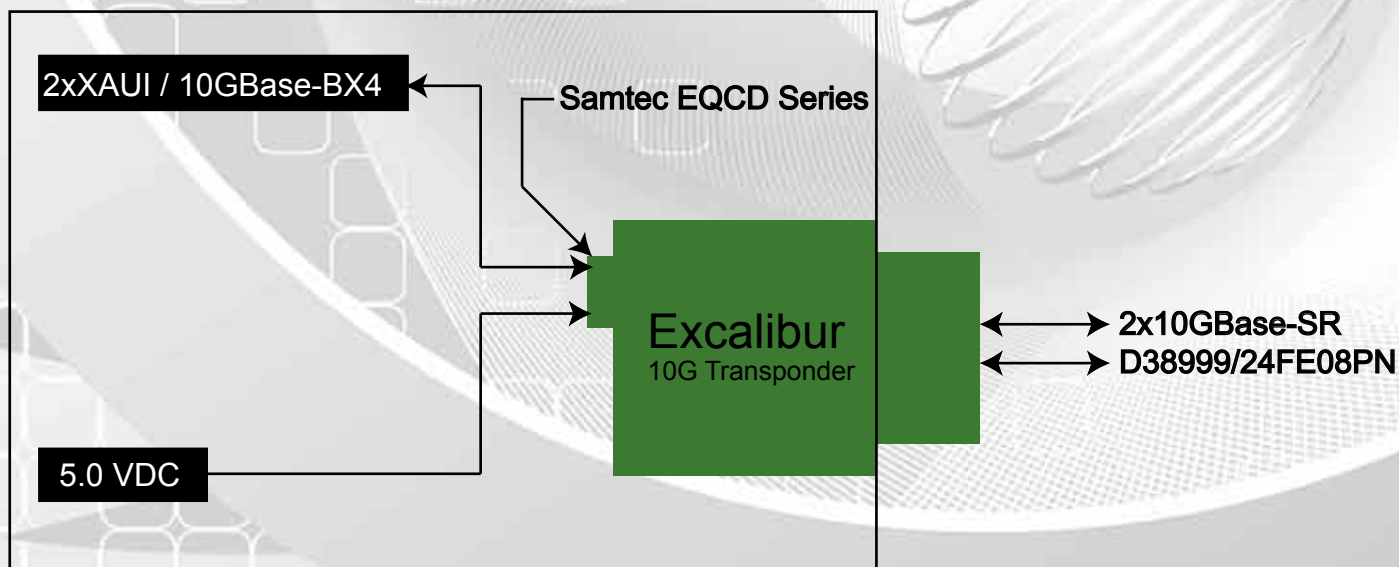 2xXAUI / 10GBase-BX4
Samtec EQCD Series
Excalibur
10G Transponder
2x10GBase-SR
D38999/24FE08PN
5.0 VDC